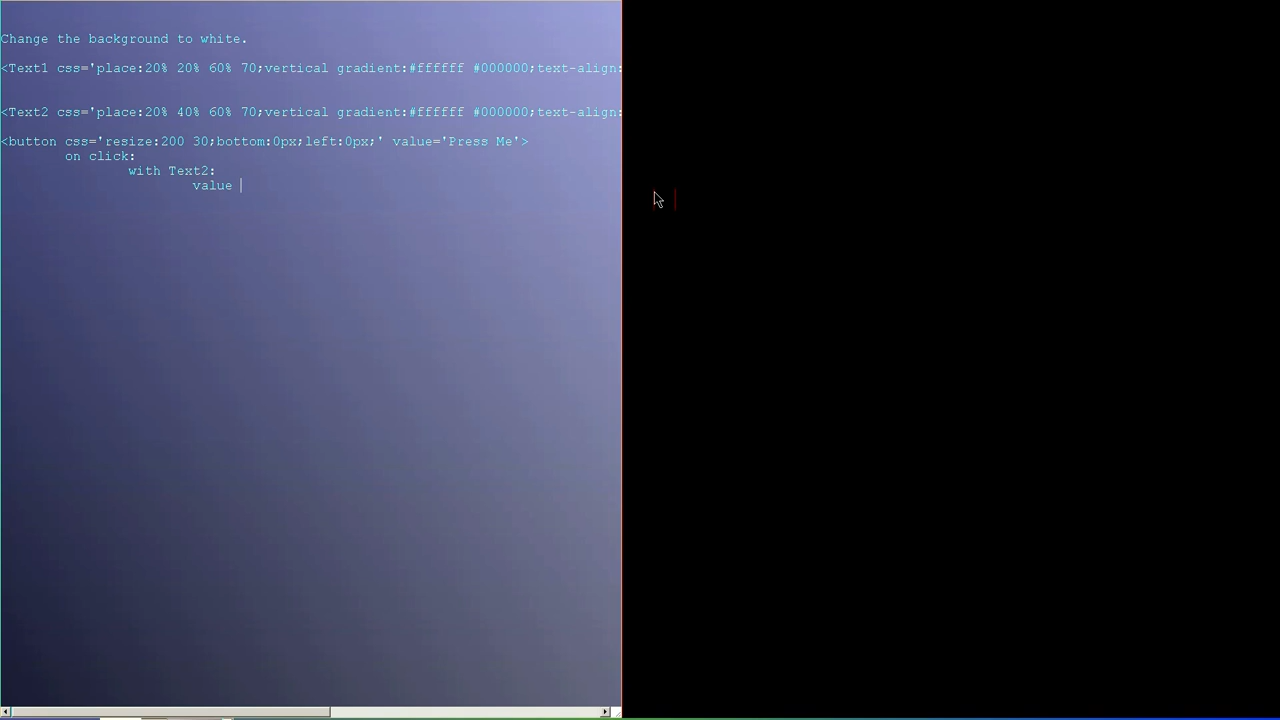 Change the background to white.
<Text1 css='place:20% 20% 60% 70;vertical gradient:#ffffff #000000;text-align:
<Text2 css='place:20% 40% 60% 70;vertical gradient:#ffffff #000000;text-align:
<button css='resize:200 30;bottom:0px;left:0px;' value='Press Me'>
on click:
with Text2:
value